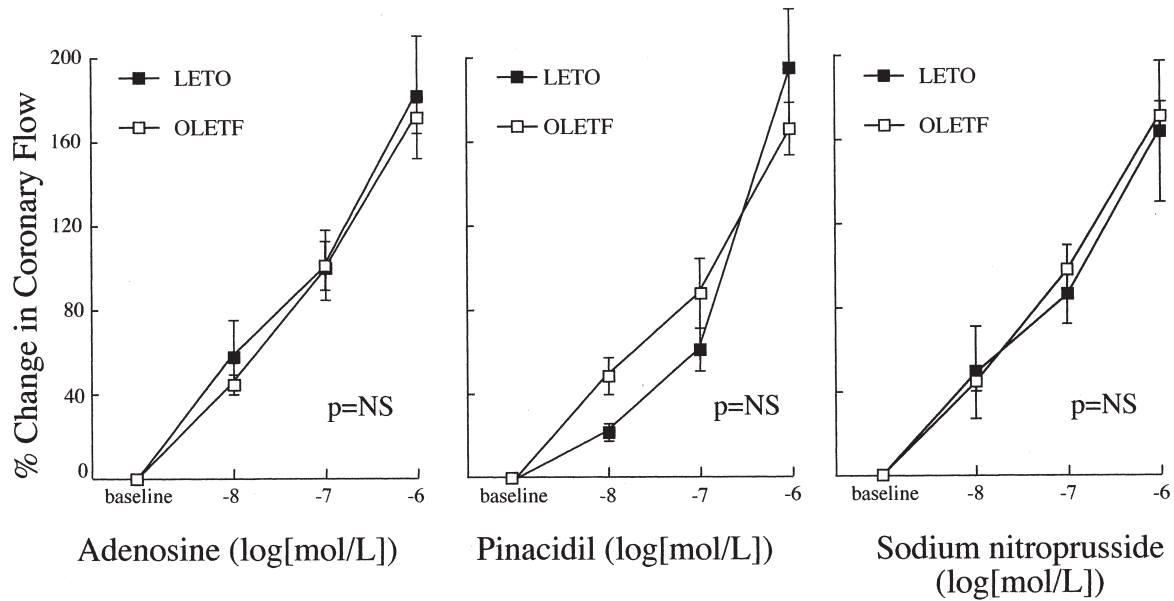 % Change in Coronary Flow
200
160
120
80
40
0
LETO
OLETF
p=NS
baseline -8 -7 -6
Adenosine (log[mol/L])
LETO
OLETF
p=NS
baseline -8 -7 -6
Pinacidil (log[mol/L])
LETO
OLETF
p=NS
baseline -8 -7 -6
Sodium nitroprusside
(log[mol/L])